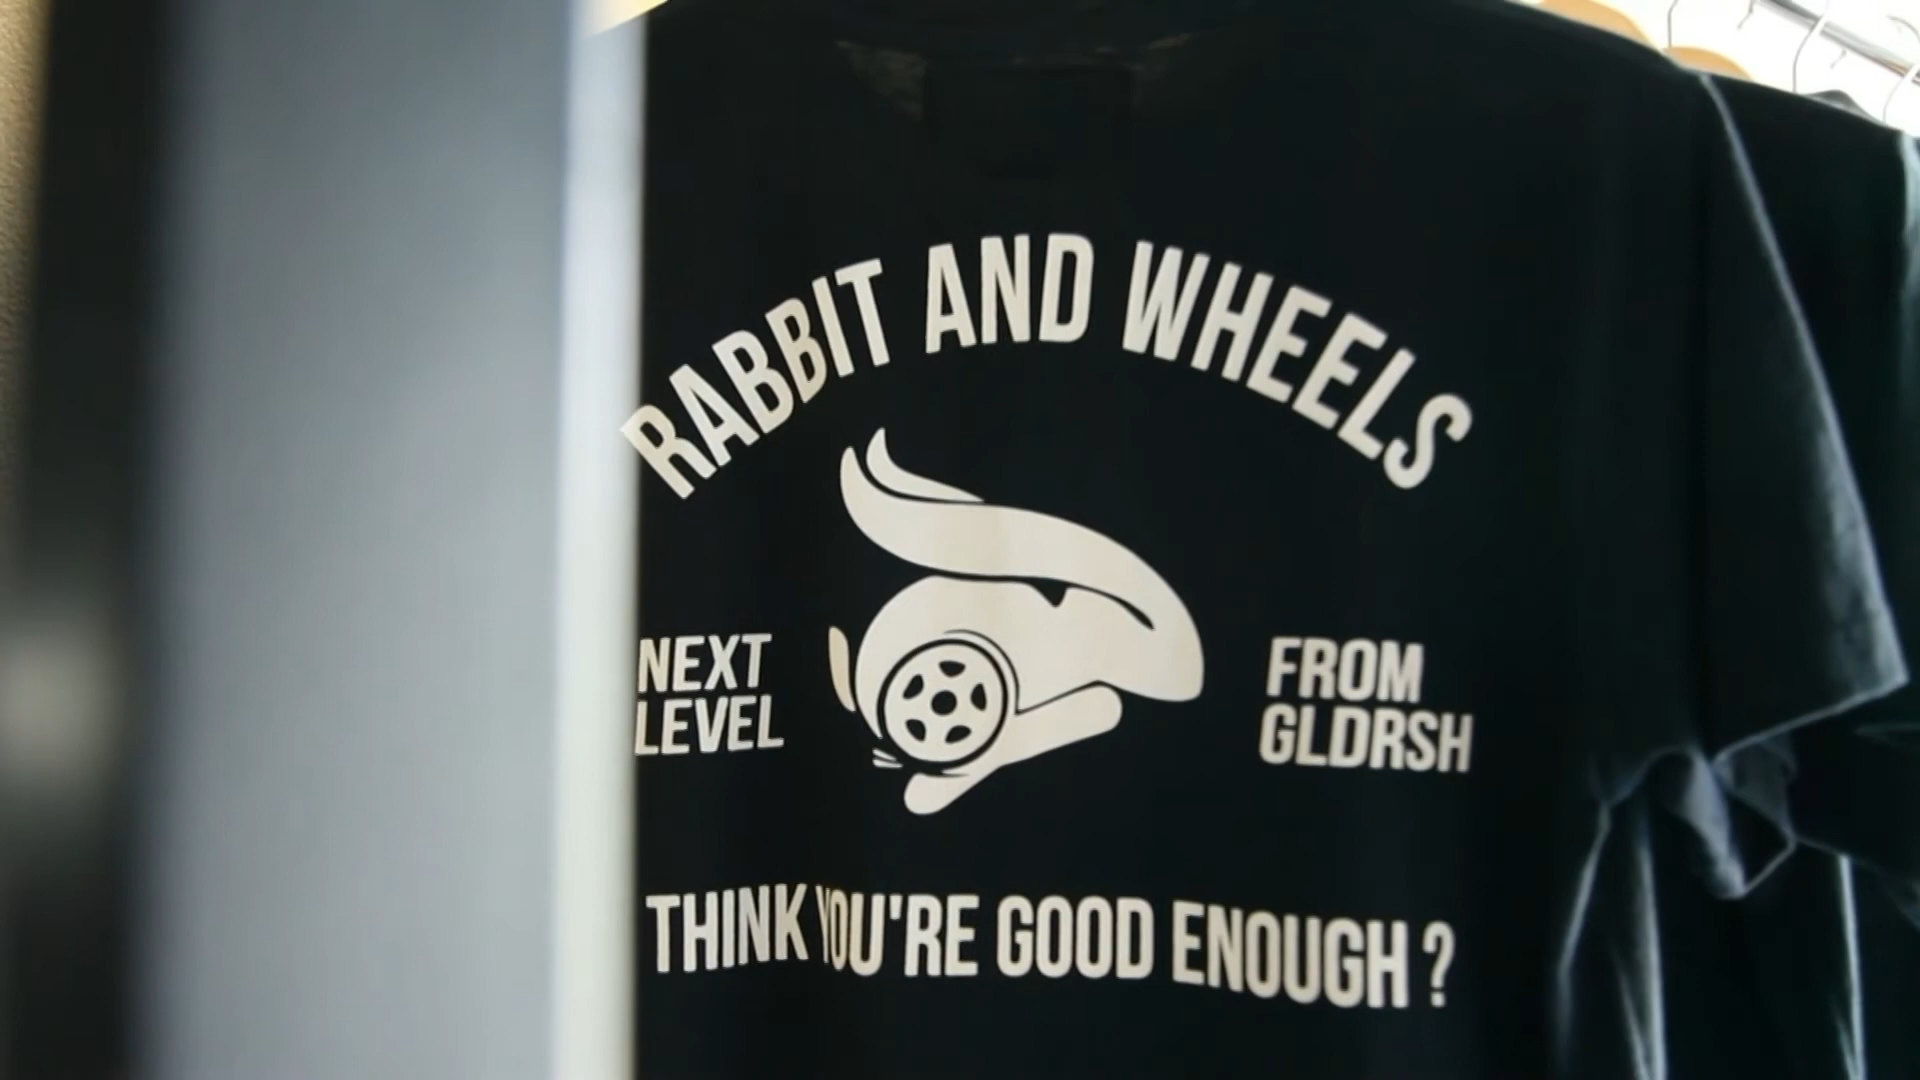 RABBIT AND WHEELS
NEXT
LEVEL
FROM
GLDRSH
THINK YOU'RE GOOD ENOUGH ?